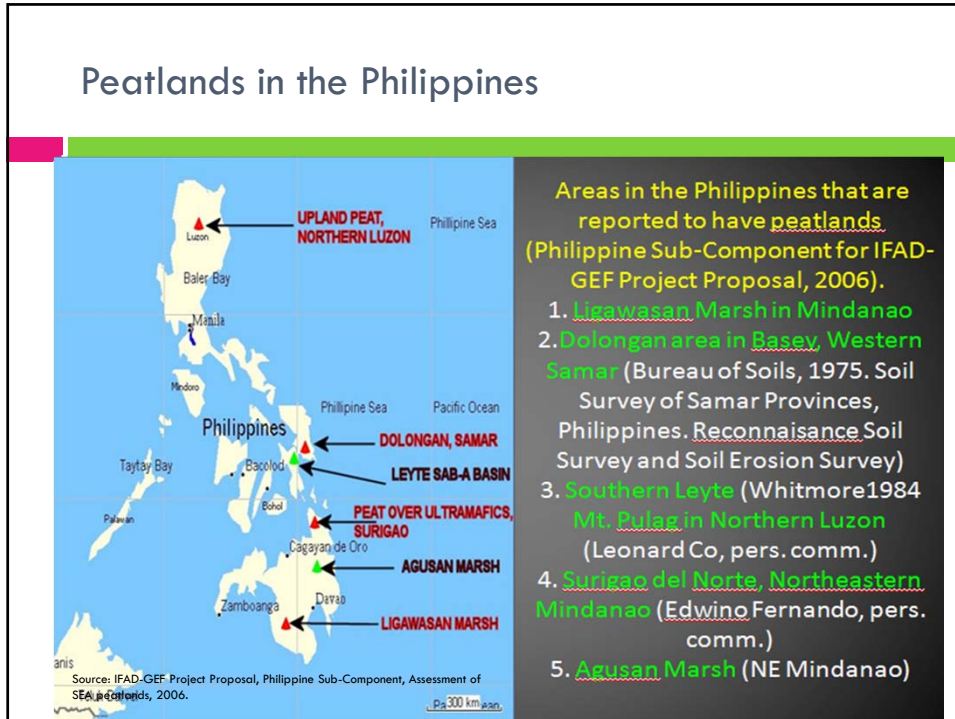 Peatlands in the Philippines
UPLAND PEAT,
NORTHERN LUZON
Phillipine Sea
Luzon
Baler Bay
Manila
Mindoro
Phillipine Sea
Pacific Ocean
Philippines
DOLONGAN, SAMAR
Taytay Bay
Bacolod
LEYTE SAB-A BASIN
Bohol
Palawan
PEAT OVER ULTRAMAFICS,
SURIGAO
Cagayan de Oro
AGUSAN MARSH
Zamboanga
Davao
LIGAWASAN MARSH
anis
Source: IFAD-GEF Project Proposal, Philippine Sub-Component, Assessment of
SEA peatlands, 2006.
300 km
Areas in the Philippines that are
reported to have peatlands
(Philippine Sub-Component for IFAD-
GEF Project Proposal, 2006).
1. Ligawasan Marsh in Mindanao
2.Dolongan area in Basey, Western
Samar (Bureau of Soils, 1975. Soil
Survey of Samar Provinces,
Philippines. Reconnaisance Soil
Survey and Soil Erosion Survey)
3. Southern Leyte (Whitmore1984
Mt. Pulag in Northern Luzon
(Leonard Co, pers. comm.)
4. Surigao del Norte, Northeastern
Mindanao (Edwino Fernando, pers.
comm.)
5. Agusan Marsh (NE Mindanao)